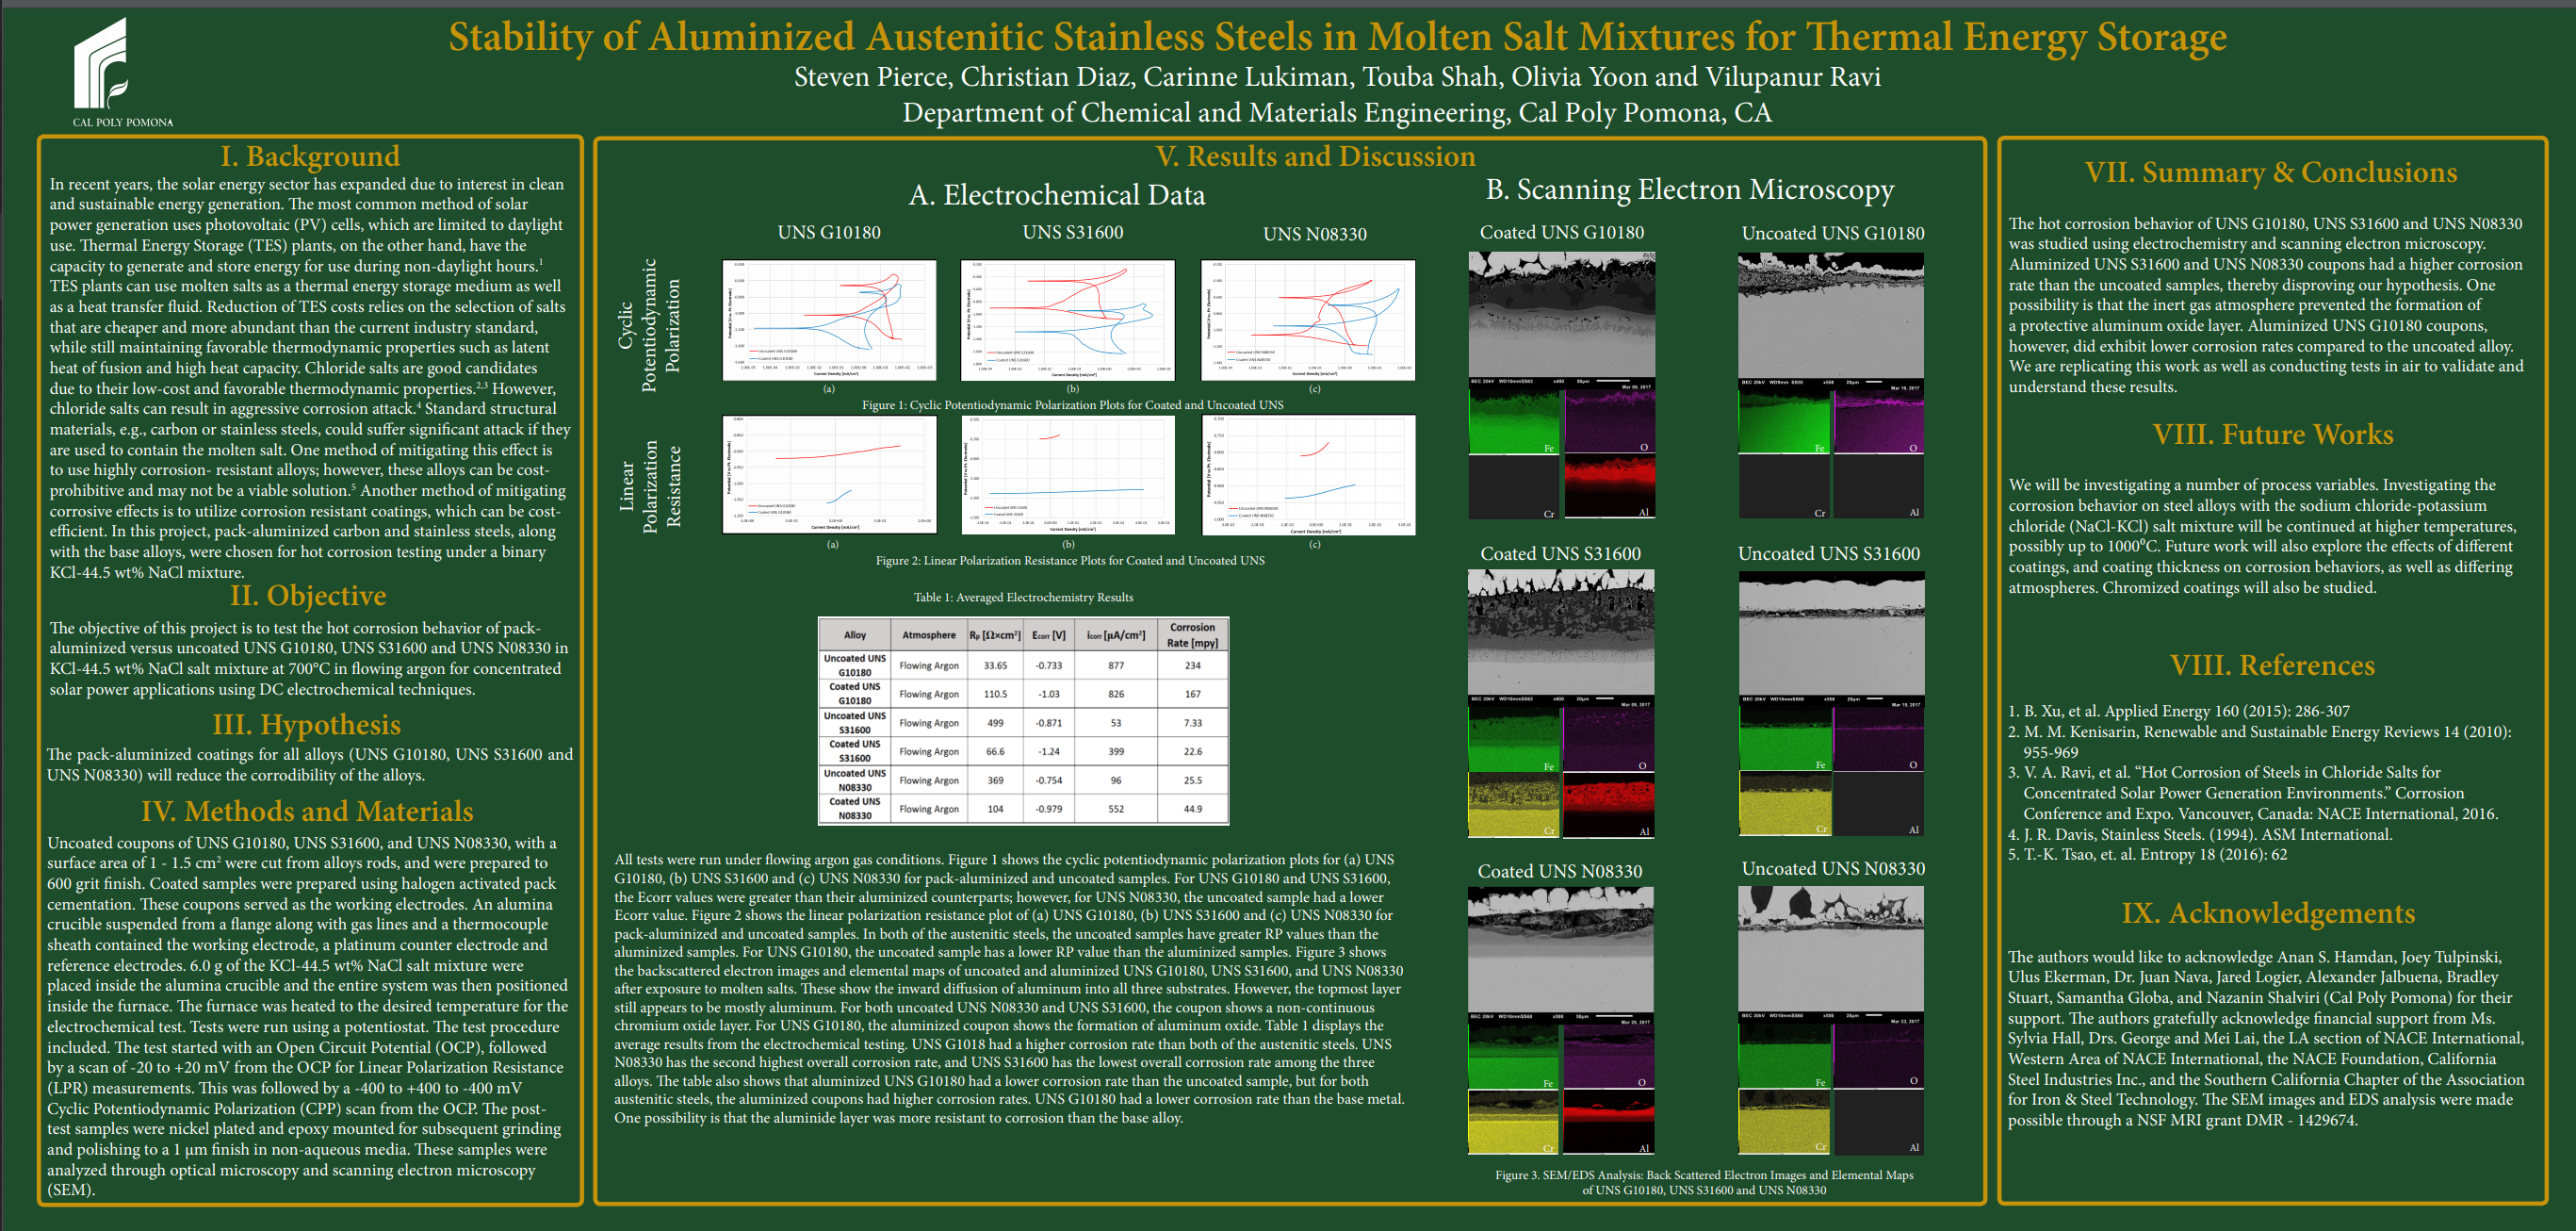 CAL POLY POMONA
Stability of Aluminized Austenitic Stainless Steels in Molten Salt Mixtures for Thermal Energy Storage
Steven Pierce, Christian Diaz, Carinne Lukiman, Touba Shah, Olivia Yoon and Vilupanur Ravi
Department of Chemical and Materials Engineering, Cal Poly Pomona, CA
I. Background
In recent years, the solar energy sector has expanded due to interest in clean
and sustainable energy generation. The most common method of solar
power generation uses photovoltaic (PV) cells, which are limited to daylight
use. Thermal Energy Storage (TES) plants, on the other hand, have the
capacity to generate and store energy for use during non-daylight hours.¹
TES plants can use molten salts as a thermal energy storage medium as well
as a heat transfer fluid. Reduction of TES costs relies on the selection of salts
that are cheaper and more abundant than the current industry standard,
while still maintaining favorable thermodynamic properties such as latent
heat of fusion and high heat capacity. Chloride salts are good candidates
due to their low-cost and favorable thermodynamic properties.²,³ However,
chloride salts can result in aggressive corrosion attack.⁴ Standard structural
materials, e.g., carbon or stainless steels, could suffer significant attack if they
are used to contain the molten salt. One method of mitigating this effect is
to use highly corrosion- resistant alloys; however, these alloys can be cost-
prohibitive and may not be a viable solution.⁵ Another method of mitigating
corrosive effects is to utilize corrosion resistant coatings, which can be cost-
efficient. In this project, pack-aluminized carbon and stainless steels, along
with the base alloys, were chosen for hot corrosion testing under a binary
KCl-44.5 wt% NaCl mixture.
II. Objective
The objective of this project is to test the hot corrosion behavior of pack-
aluminized versus uncoated UNS G10180, UNS S31600 and UNS N08330 in
KCl-44.5 wt% NaCl salt mixture at 700°C in flowing argon for concentrated
solar power applications using DC electrochemical techniques.
III. Hypothesis
The pack-aluminized coatings for all alloys (UNS G10180, UNS S31600 and
UNS N08330) will reduce the corrodibility of the alloys.
IV. Methods and Materials
Uncoated coupons of UNS G10180, UNS S31600, and UNS N08330, with a
surface area of 1 - 1.5 cm² were cut from alloys rods, and were prepared to
600 grit finish. Coated samples were prepared using halogen activated pack
cementation. These coupons served as the working electrodes. An alumina
crucible suspended from a flange along with gas lines and a thermocouple
sheath contained the working electrode, a platinum counter electrode and
reference electrodes. 6.0 g of the KCl-44.5 wt% NaCl salt mixture were
placed inside the alumina crucible and the entire system was then positioned
inside the furnace. The furnace was heated to the desired temperature for the
electrochemical test. Tests were run using a potentiostat. The test procedure
included. The test started with an Open Circuit Potential (OCP), followed
by a scan of -20 to +20 mV from the OCP for Linear Polarization Resistance
(LPR) measurements. This was followed by a -400 to +400 to -400 mV
Cyclic Potentiodynamic Polarization (CPP) scan from the OCP. The post-
test samples were nickel plated and epoxy mounted for subsequent grinding
and polishing to a 1 µm finish in non-aqueous media. These samples were
analyzed through optical microscopy and scanning electron microscopy
(SEM).
V. Results and Discussion
A. Electrochemical Data
UNS G10180 UNS S31600 UNS N08330
Cyclic
Potentiodynamic
Polarization
(a) (b) (c)
Figure 1: Cyclic Potentiodynamic Polarization Plots for Coated and Uncoated UNS
Linear
Polarization
Resistance
(a) (b) (c)
Figure 2: Linear Polarization Resistance Plots for Coated and Uncoated UNS
Table 1: Averaged Electrochemistry Results
Alloy Atmosphere Rp [Ω×cm²] Ecorr [V] icorr [µA/cm²] Corrosion Rate [mpy]
Uncoated UNS G10180 Flowing Argon 33.65 -0.733 877 234
Coated UNS G10180 Flowing Argon 110.5 -1.03 826 167
Uncoated UNS S31600 Flowing Argon 499 -0.871 53 7.33
Coated UNS S31600 Flowing Argon 66.6 -1.24 399 22.6
Uncoated UNS N08330 Flowing Argon 369 -0.754 96 25.5
Coated UNS N08330 Flowing Argon 104 -0.979 552 44.9
All tests were run under flowing argon gas conditions. Figure 1 shows the cyclic potentiodynamic polarization plots for (a) UNS
G10180, (b) UNS S31600 and (c) UNS N08330 for pack-aluminized and uncoated samples. For UNS G10180 and UNS S31600,
the Ecorr values were greater than their aluminized counterparts; however, for UNS N08330, the uncoated sample had a lower
Ecorr value. Figure 2 shows the linear polarization resistance plot of (a) UNS G10180, (b) UNS S31600 and (c) UNS N08330 for
pack-aluminized and uncoated samples. In both of the austenitic steels, the uncoated samples have greater RP values than the
aluminized samples. For UNS G10180, the uncoated sample has a lower RP value than the aluminized samples. Figure 3 shows
the backscattered electron images and elemental maps of uncoated and aluminized UNS G10180, UNS S31600, and UNS N08330
after exposure to molten salts. These show the inward diffusion of aluminum into all three substrates. However, the topmost layer
still appears to be mostly aluminum. For both uncoated UNS N08330 and UNS S31600, the coupon shows a non-continuous
chromium oxide layer. For UNS G10180, the aluminized coupon shows the formation of aluminum oxide. Table 1 displays the
average results from the electrochemical testing. UNS G1018 had a higher corrosion rate than both of the austenitic steels. UNS
N08330 has the second highest overall corrosion rate, and UNS S31600 has the lowest overall corrosion rate among the three
alloys. The table also shows that aluminized UNS G10180 had a lower corrosion rate than the uncoated sample, but for both
austenitic steels, the aluminized coupons had higher corrosion rates. UNS G10180 had a lower corrosion rate than the base metal.
One possibility is that the aluminide layer was more resistant to corrosion than the base alloy.
B. Scanning Electron Microscopy
Coated UNS G10180 Uncoated UNS G10180
Fe O Fe O
Cr Al Cr Al
Coated UNS S31600 Uncoated UNS S31600
Fe O Fe O
Cr Al Cr Al
Coated UNS N08330 Uncoated UNS N08330
Fe O Fe O
Cr Al Cr Al
Figure 3. SEM/EDS Analysis: Back Scattered Electron Images and Elemental Maps
of UNS G10180, UNS S31600 and UNS N08330
VII. Summary & Conclusions
The hot corrosion behavior of UNS G10180, UNS S31600 and UNS N08330
was studied using electrochemistry and scanning electron microscopy.
Aluminized UNS S31600 and UNS N08330 coupons had a higher corrosion
rate than the uncoated samples, thereby disproving our hypothesis. One
possibility is that the inert gas atmosphere prevented the formation of
a protective aluminum oxide layer. Aluminized UNS G10180 coupons,
however, did exhibit lower corrosion rates compared to the uncoated alloy.
We are replicating this work as well as conducting tests in air to validate and
understand these results.
VIII. Future Works
We will be investigating a number of process variables. Investigating the
corrosion behavior on steel alloys with the sodium chloride-potassium
chloride (NaCl-KCl) salt mixture will be continued at higher temperatures,
possibly up to 1000⁰C. Future work will also explore the effects of different
coatings, and coating thickness on corrosion behaviors, as well as differing
atmospheres. Chromized coatings will also be studied.
VIII. References
1. B. Xu, et al. Applied Energy 160 (2015): 286-307
2. M. M. Kenisarin, Renewable and Sustainable Energy Reviews 14 (2010):
955-969
3. V. A. Ravi, et al. “Hot Corrosion of Steels in Chloride Salts for
Concentrated Solar Power Generation Environments.” Corrosion
Conference and Expo. Vancouver, Canada: NACE International, 2016.
4. J. R. Davis, Stainless Steels. (1994). ASM International.
5. T.-K. Tsao, et. al. Entropy 18 (2016): 62
IX. Acknowledgements
The authors would like to acknowledge Anan S. Hamdan, Joey Tulpinski,
Ulus Ekerman, Dr. Juan Nava, Jared Logier, Alexander Jalbuena, Bradley
Stuart, Samantha Globa, and Nazanin Shalviri (Cal Poly Pomona) for their
support. The authors gratefully acknowledge financial support from Ms.
Sylvia Hall, Drs. George and Mei Lai, the LA section of NACE International,
Western Area of NACE International, the NACE Foundation, California
Steel Industries Inc., and the Southern California Chapter of the Association
for Iron & Steel Technology. The SEM images and EDS analysis were made
possible through a NSF MRI grant DMR - 1429674.